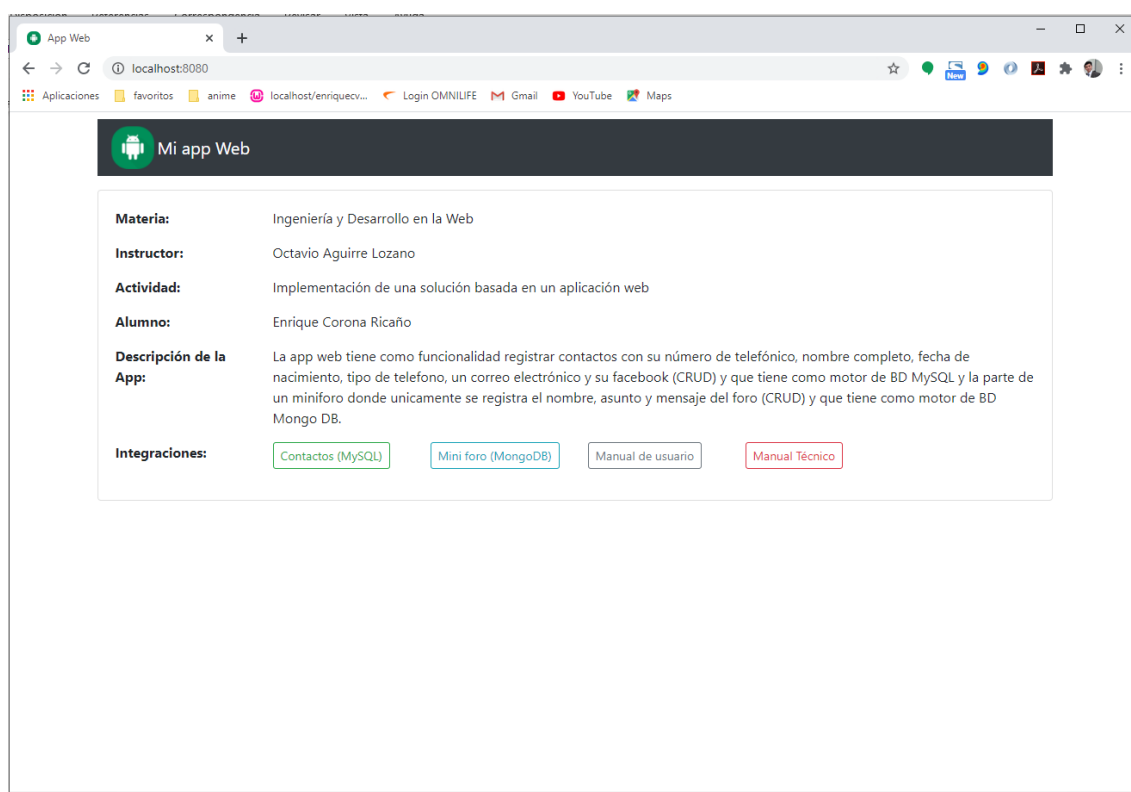 App Web
localhost:8080
New
Aplicaciones favoritos anime localhost/enriquecv... Login OMNILIFE Gmail YouTube Maps
Mi app Web
Materia: Ingeniería y Desarrollo en la Web
Instructor: Octavio Aguirre Lozano
Actividad: Implementación de una solución basada en un aplicación web
Alumno: Enrique Corona Ricaño
Descripción de la La app web tiene como funcionalidad registrar contactos con su número de telefónico, nombre completo, fecha de
App: nacimiento, tipo de telefono, un correo electrónico y su facebook (CRUD) y que tiene como motor de BD MySQL y la parte de
un miniforo donde unicamente se registra el nombre, asunto y mensaje del foro (CRUD) y que tiene como motor de BD
Mongo DB.
Integraciones: Contactos (MySQL) Mini foro (MongoDB) Manual de usuario Manual Técnico